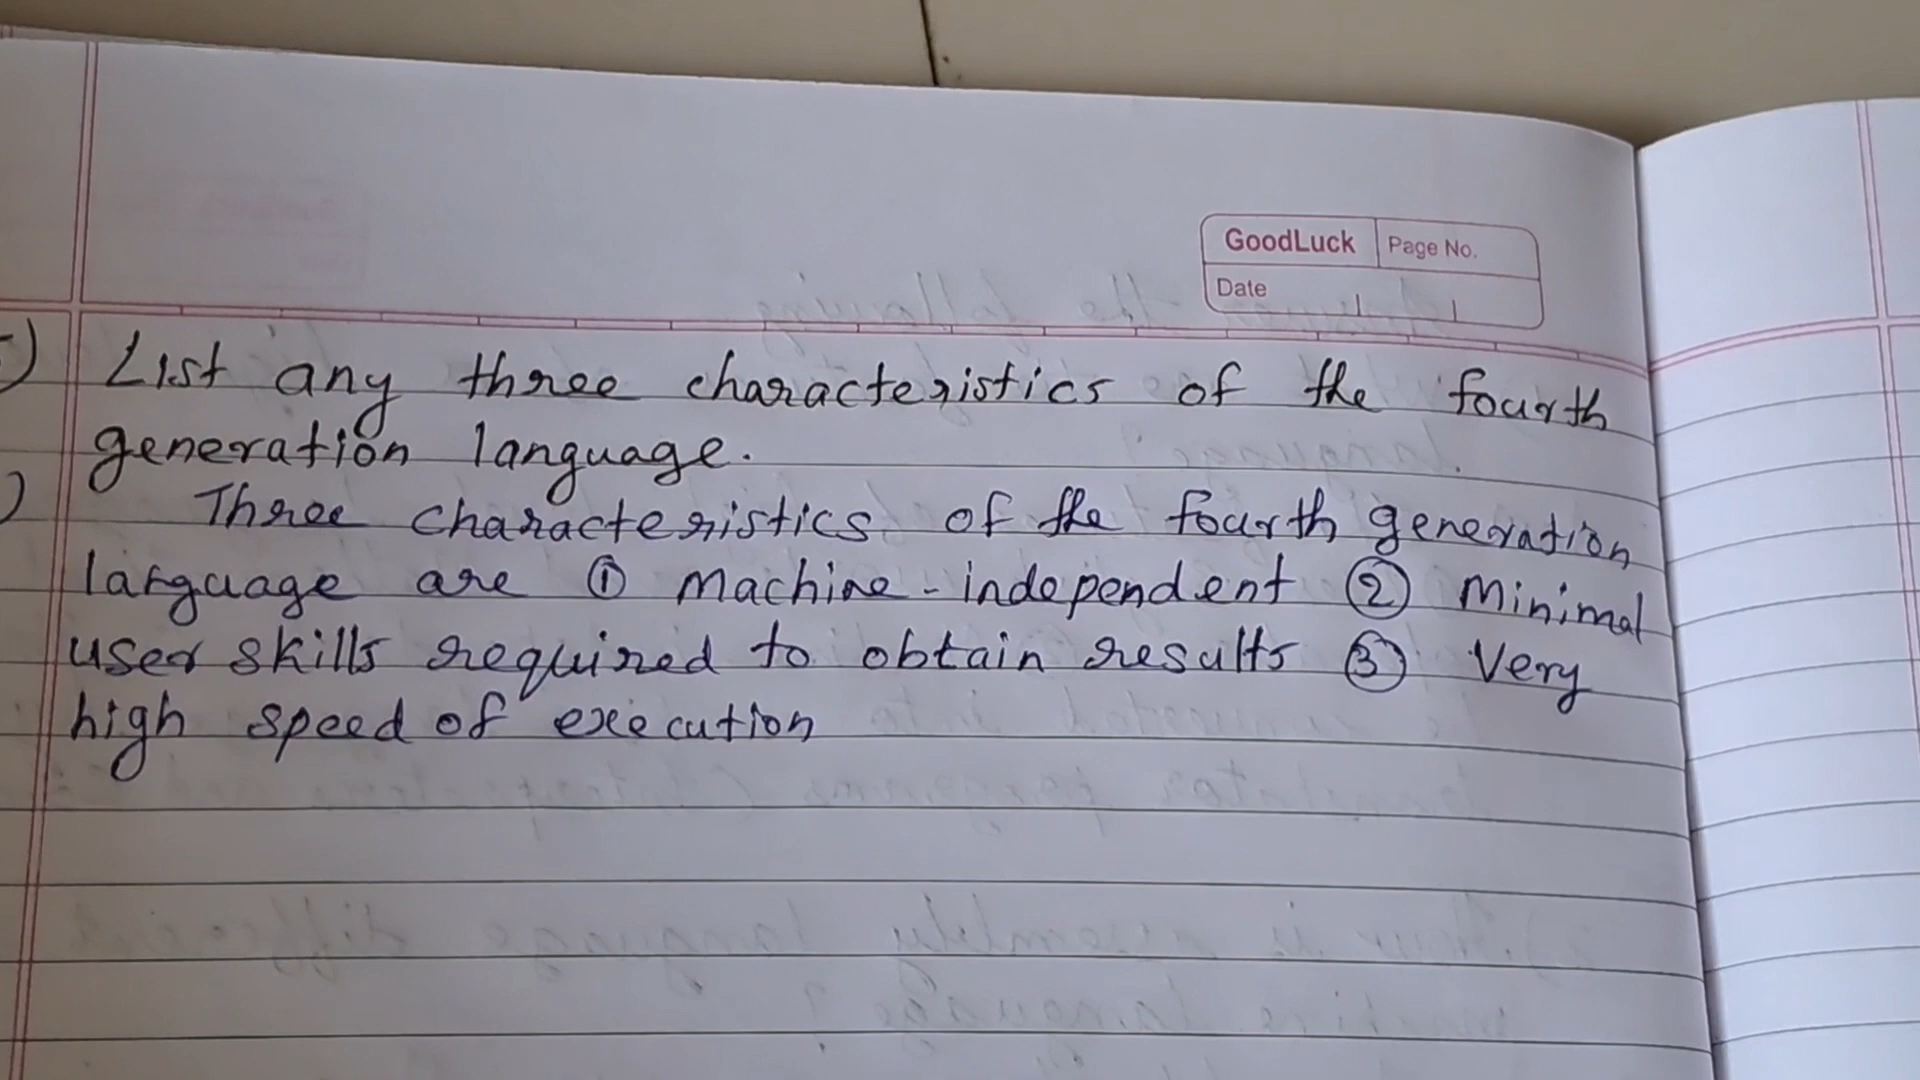 GoodLuck Page No.
Date
) List any three characteristics of the fourth
generation language.
) Three characteristics of the fourth generation
language are ① Machine-independent ② Minimal
user skills required to obtain results ③ Very
high speed of execution